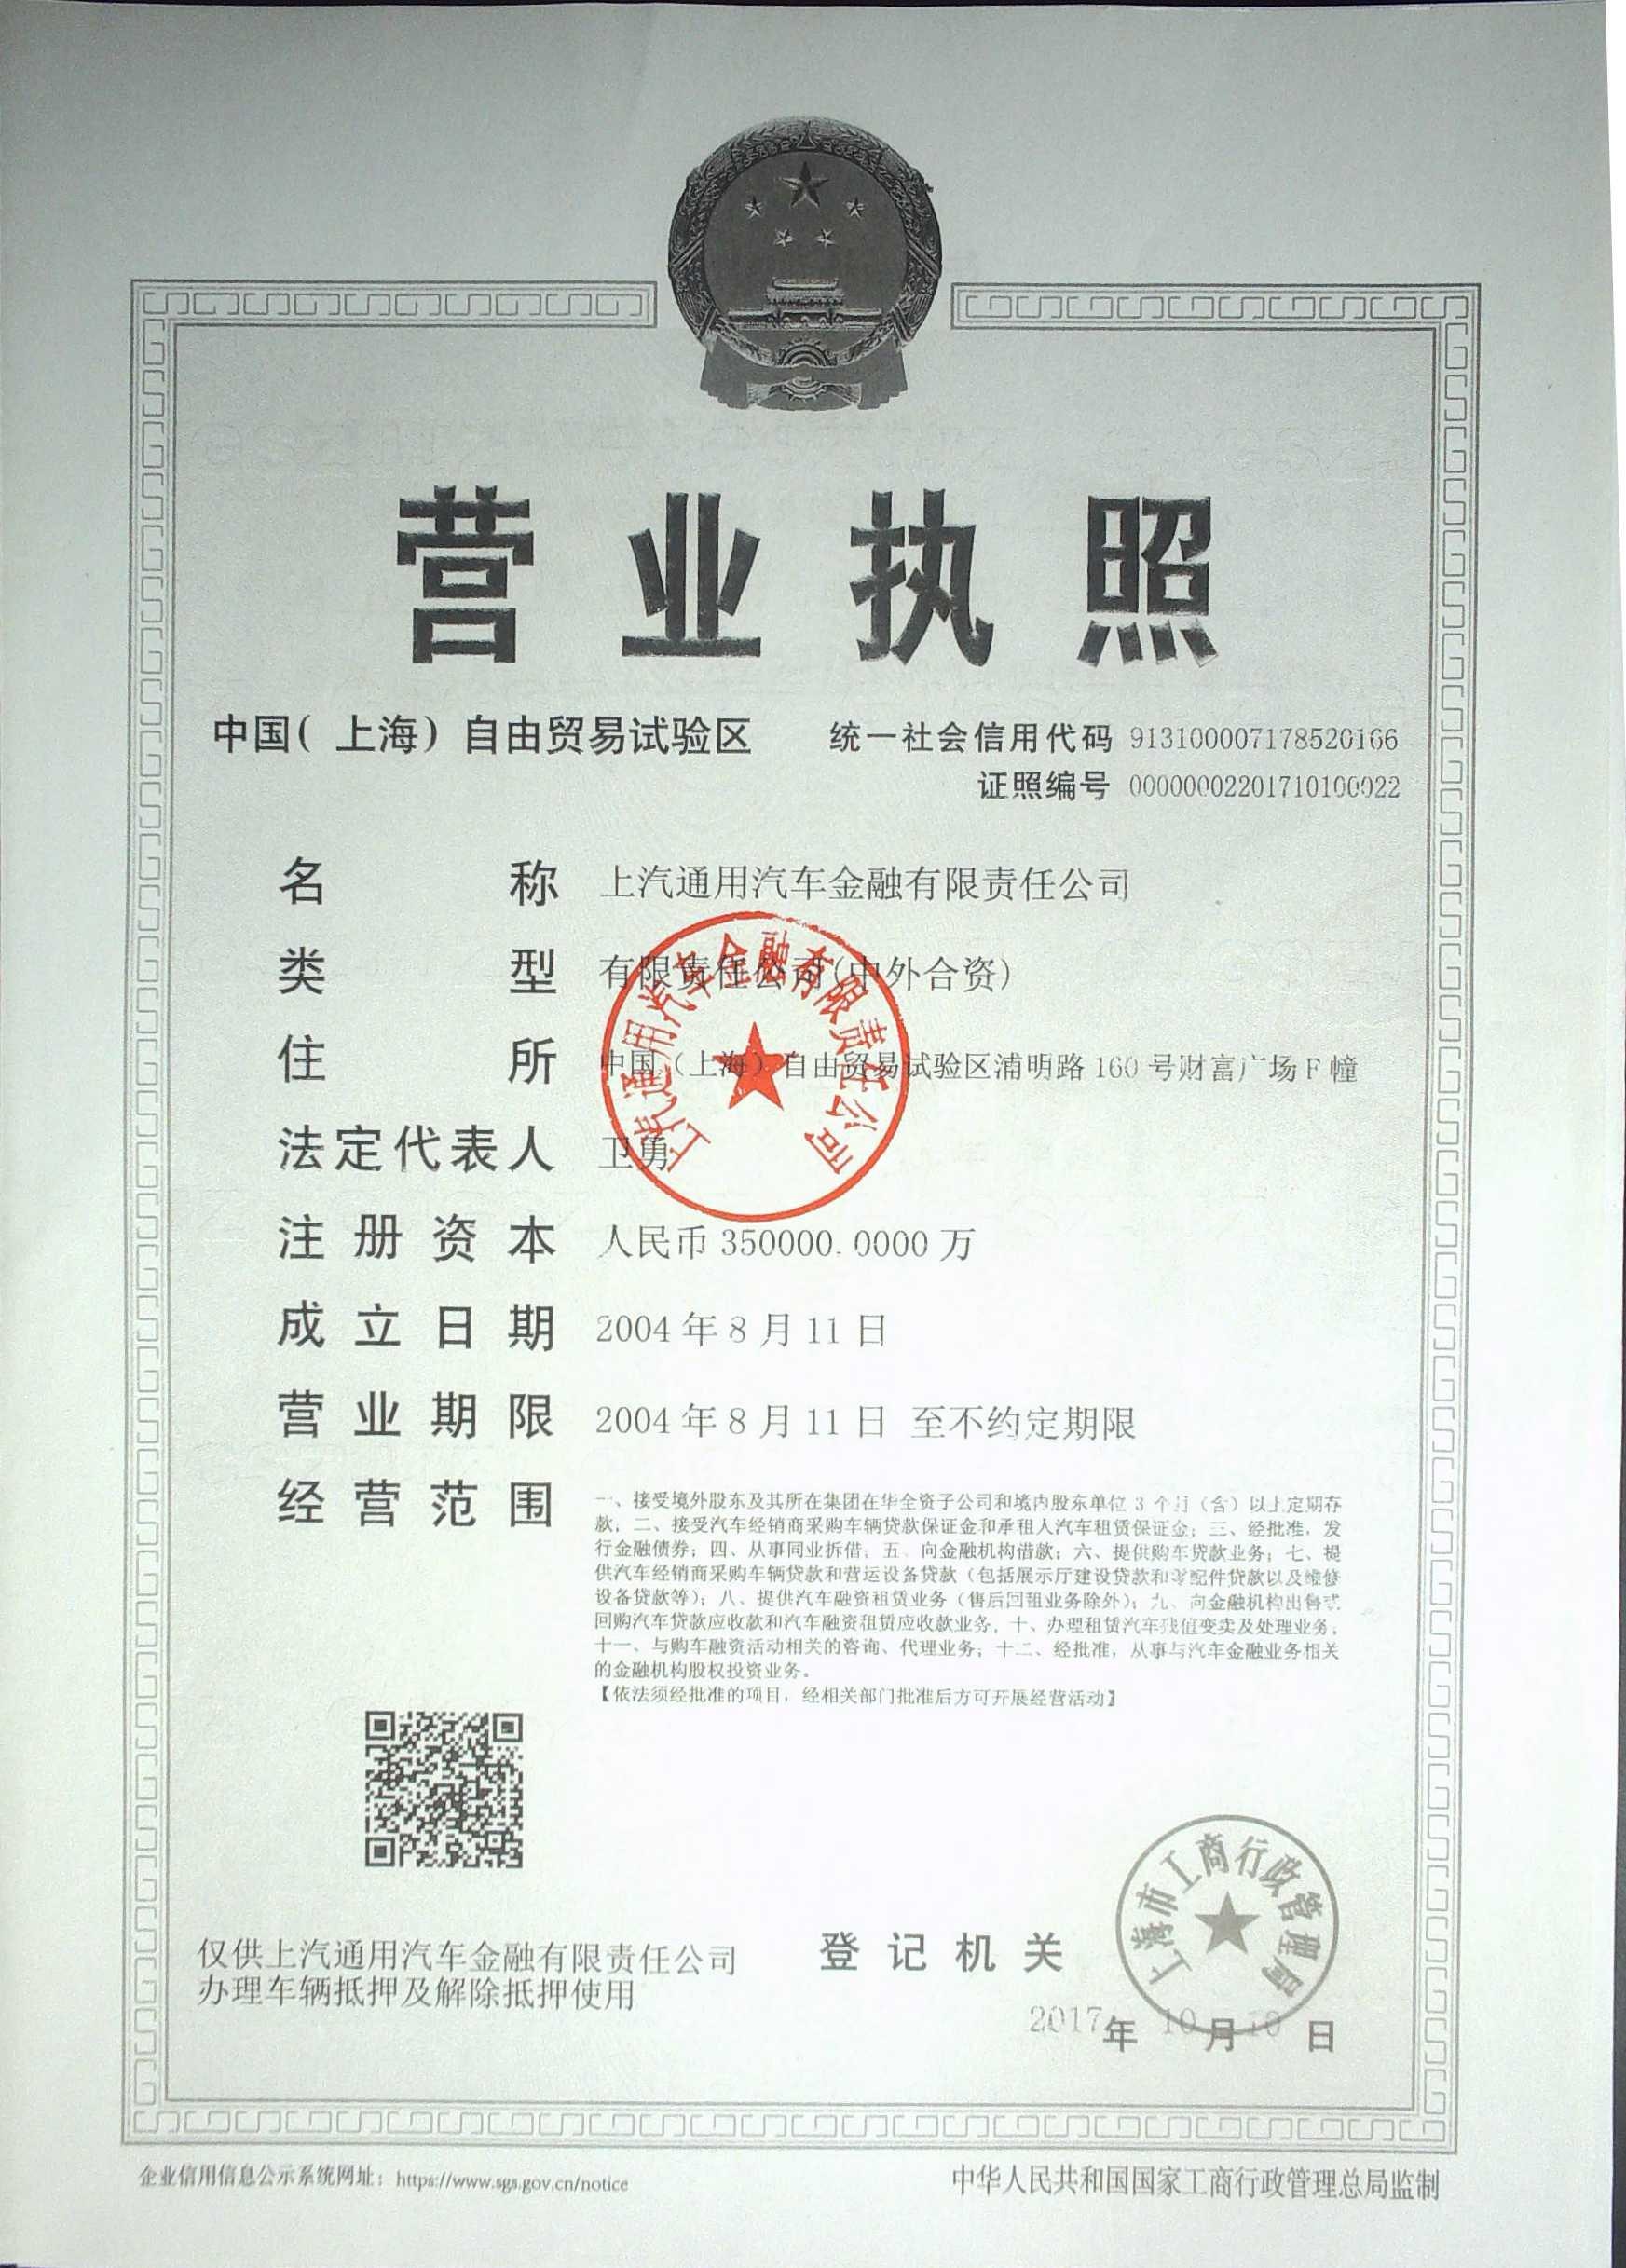 营业执照
中国(上海)自由贸易试验区
统一社会信用代码 913100007178520166
证照编号 00000002201710100022
名称 上汽通用汽车金融有限责任公司
类型 有限责任公司(中外合资)
住所 中国(上海)自由贸易试验区浦明路160号财富广场F幢
法定代表人 卫勇
注册资本 人民币350000.0000万
成立日期 2004年8月11日
营业期限 2004年8月11日 至不约定期限
经营范围 一、接受境外股东及其所在集团在华全资子公司和境内股东单位3个月(含)以上定期存
款；二、接受汽车经销商采购车辆贷款保证金和承租人汽车租赁保证金；三、经批准，发
行金融债券；四、从事同业拆借；五、向金融机构借款；六、提供购车贷款业务；七、提
供汽车经销商采购车辆贷款和营运设备贷款（包括展示厅建设贷款和零配件贷款以及维修
设备贷款等）；八、提供汽车融资租赁业务（售后回租业务除外）；九、向金融机构出售或
回购汽车贷款应收款和汽车融资租赁应收款业务；十、办理租赁汽车残值变卖及处理业务；
十一、与购车融资活动相关的咨询、代理业务；十二、经批准，从事与汽车金融业务相关
的金融机构股权投资业务。
【依法须经批准的项目，经相关部门批准后方可开展经营活动】
上汽通用汽车金融有限责任公司
仅供上汽通用汽车金融有限责任公司
办理车辆抵押及解除抵押使用
登记机关
上海市工商行政管理局
2017年10月10日
企业信用信息公示系统网址：https://www.sgs.gov.cn/notice
中华人民共和国国家工商行政管理总局监制